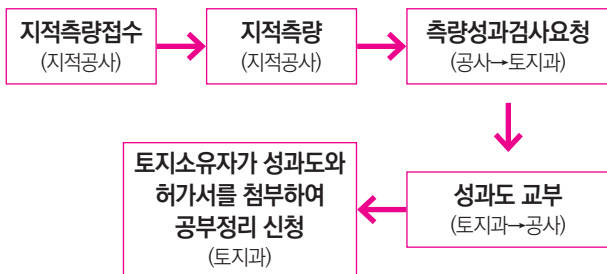 지적측량접수
(지적공사)
지적측량
(지적공사)
측량성과검사요청
(공사→토지과)
성과도 교부
(토지과→공사)
토지소유자가 성과도와
허가서를 첨부하여
공부정리 신청
(토지과)